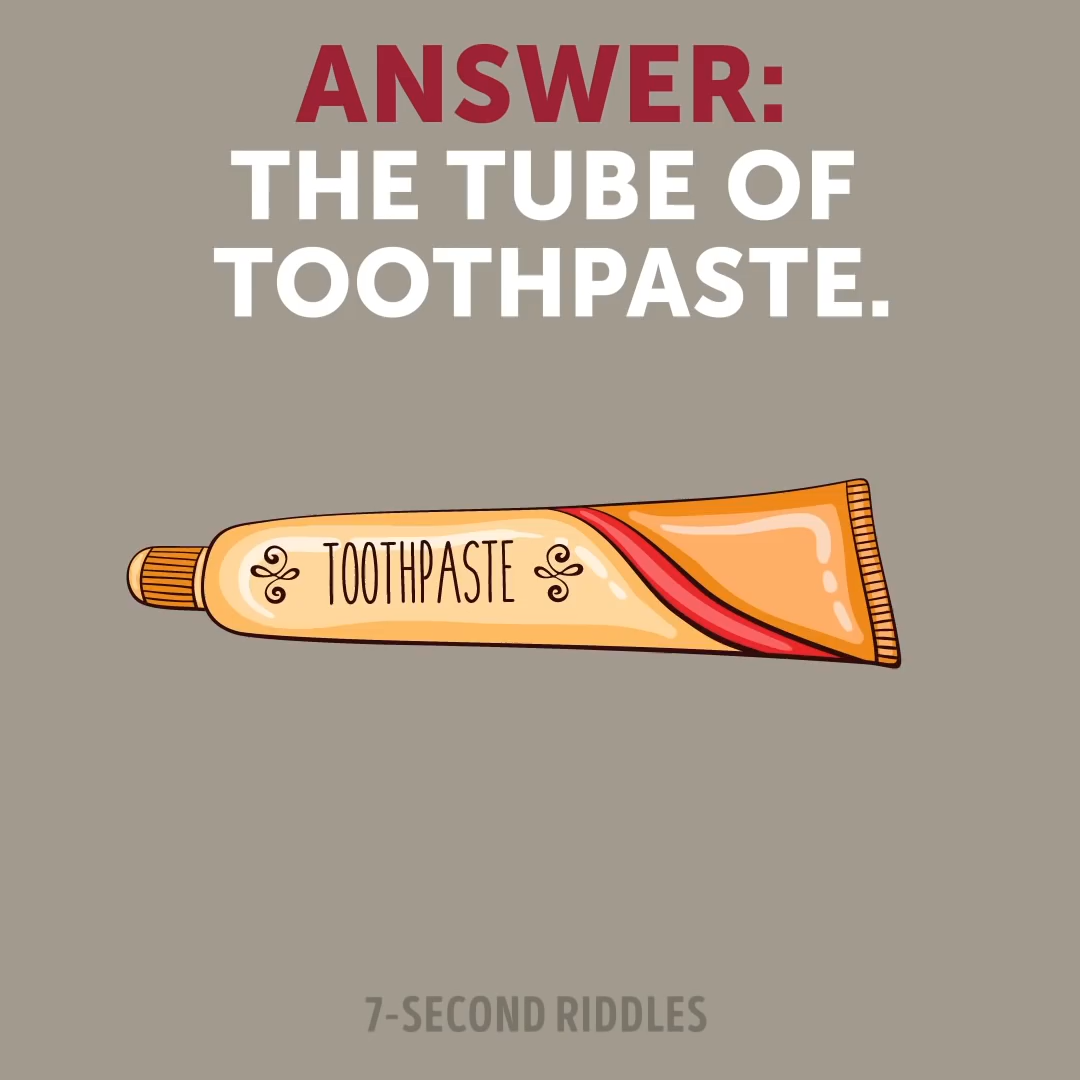 ANSWER:
THE TUBE OF
TOOTHPASTE.
TOOTHPASTE
7-SECOND RIDDLES